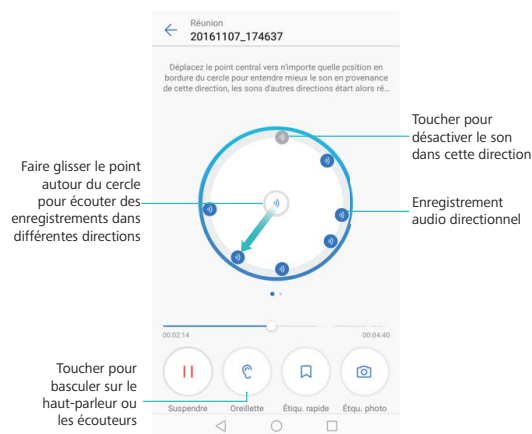 Réunion
20161107_174637
Déplacez le point central vers n'importe quelle position en
bordure du cercle pour entendre mieux le son en provenance
de cette direction, les sons d'autres directions étart alors ré...
Toucher pour
désactiver le son
dans cette direction
Faire glisser le point
autour du cercle
pour écouter des
enregistrements dans
différentes directions
Enregistrement
audio directionnel
00:02:14
00:04:40
Toucher pour
basculer sur le
haut-parleur ou
les écouteurs
Suspendre
Oreillette
Étiqu. rapide
Étqu. photo